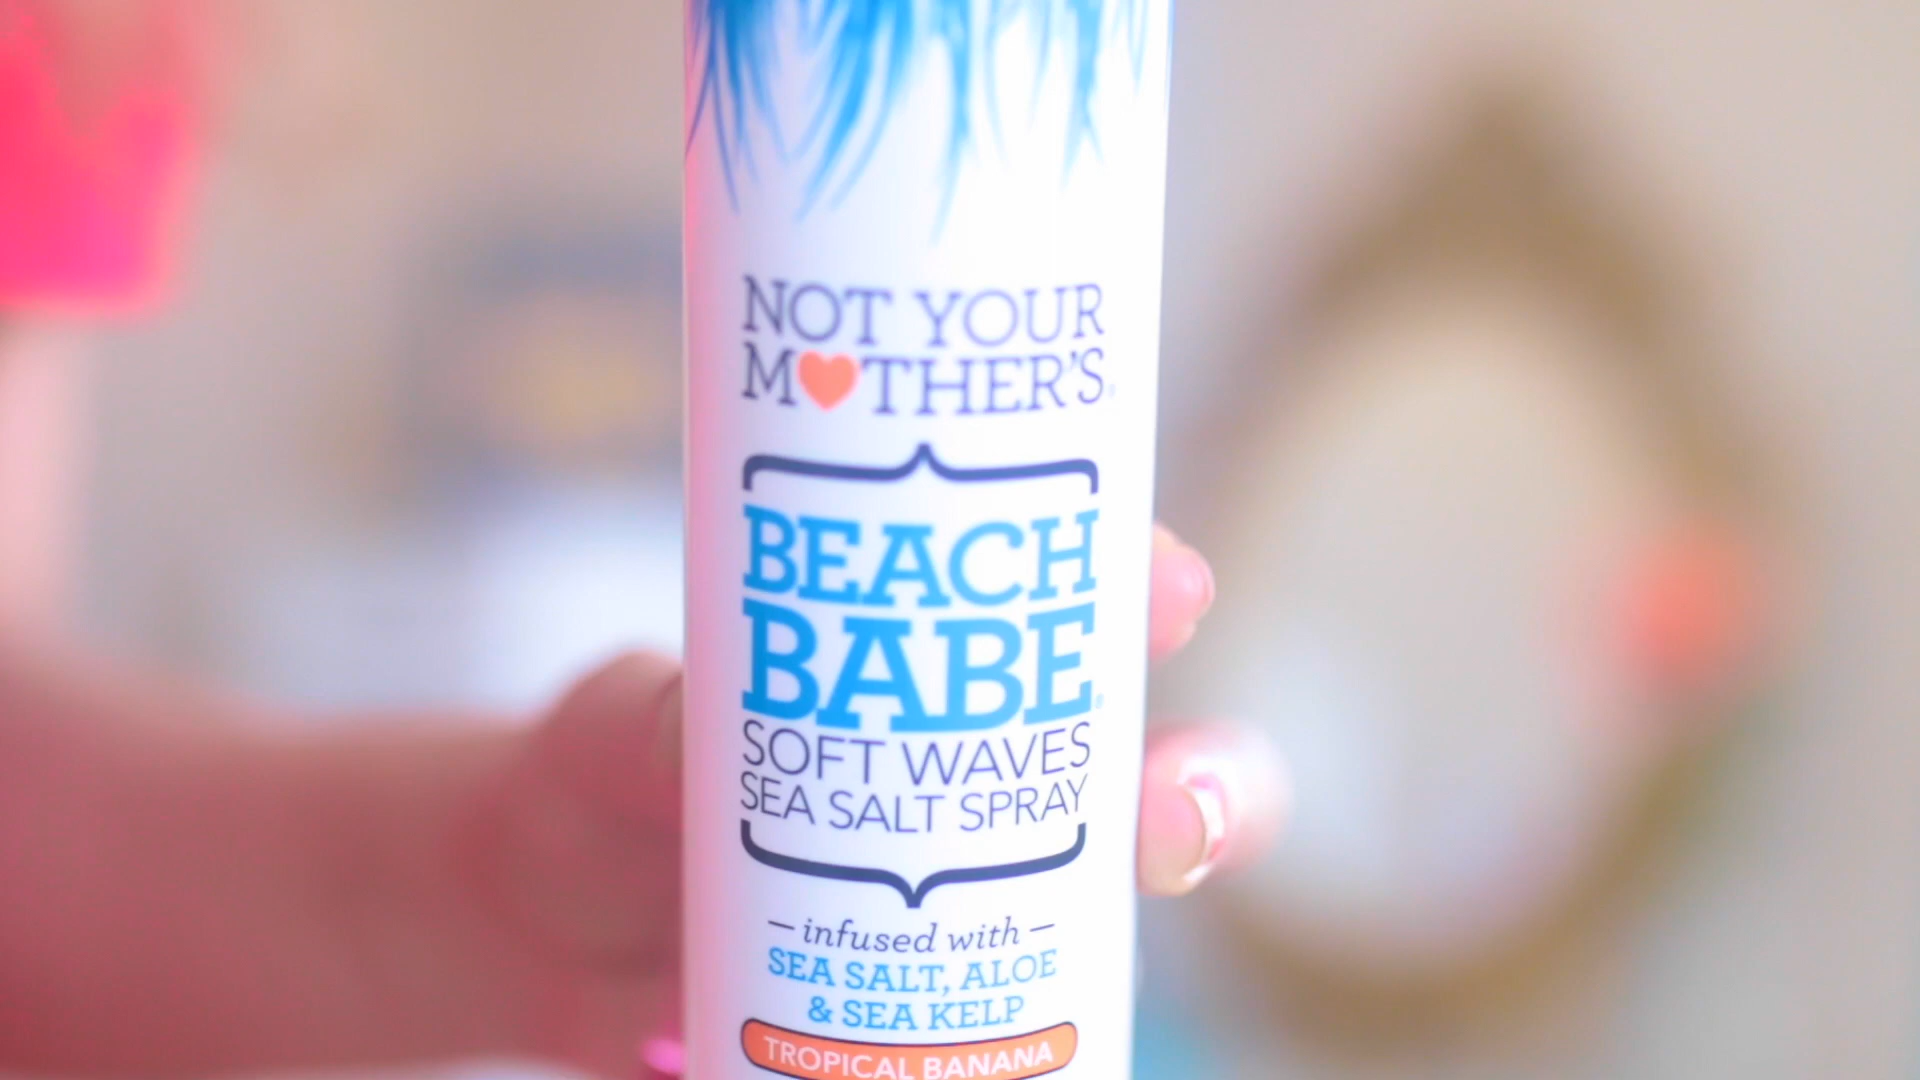 NOT YOUR
MOTHER'S®
BEACH
BABE®
SOFT WAVES
SEA SALT SPRAY
— infused with —
SEA SALT, ALOE
& SEA KELP
TROPICAL BANANA